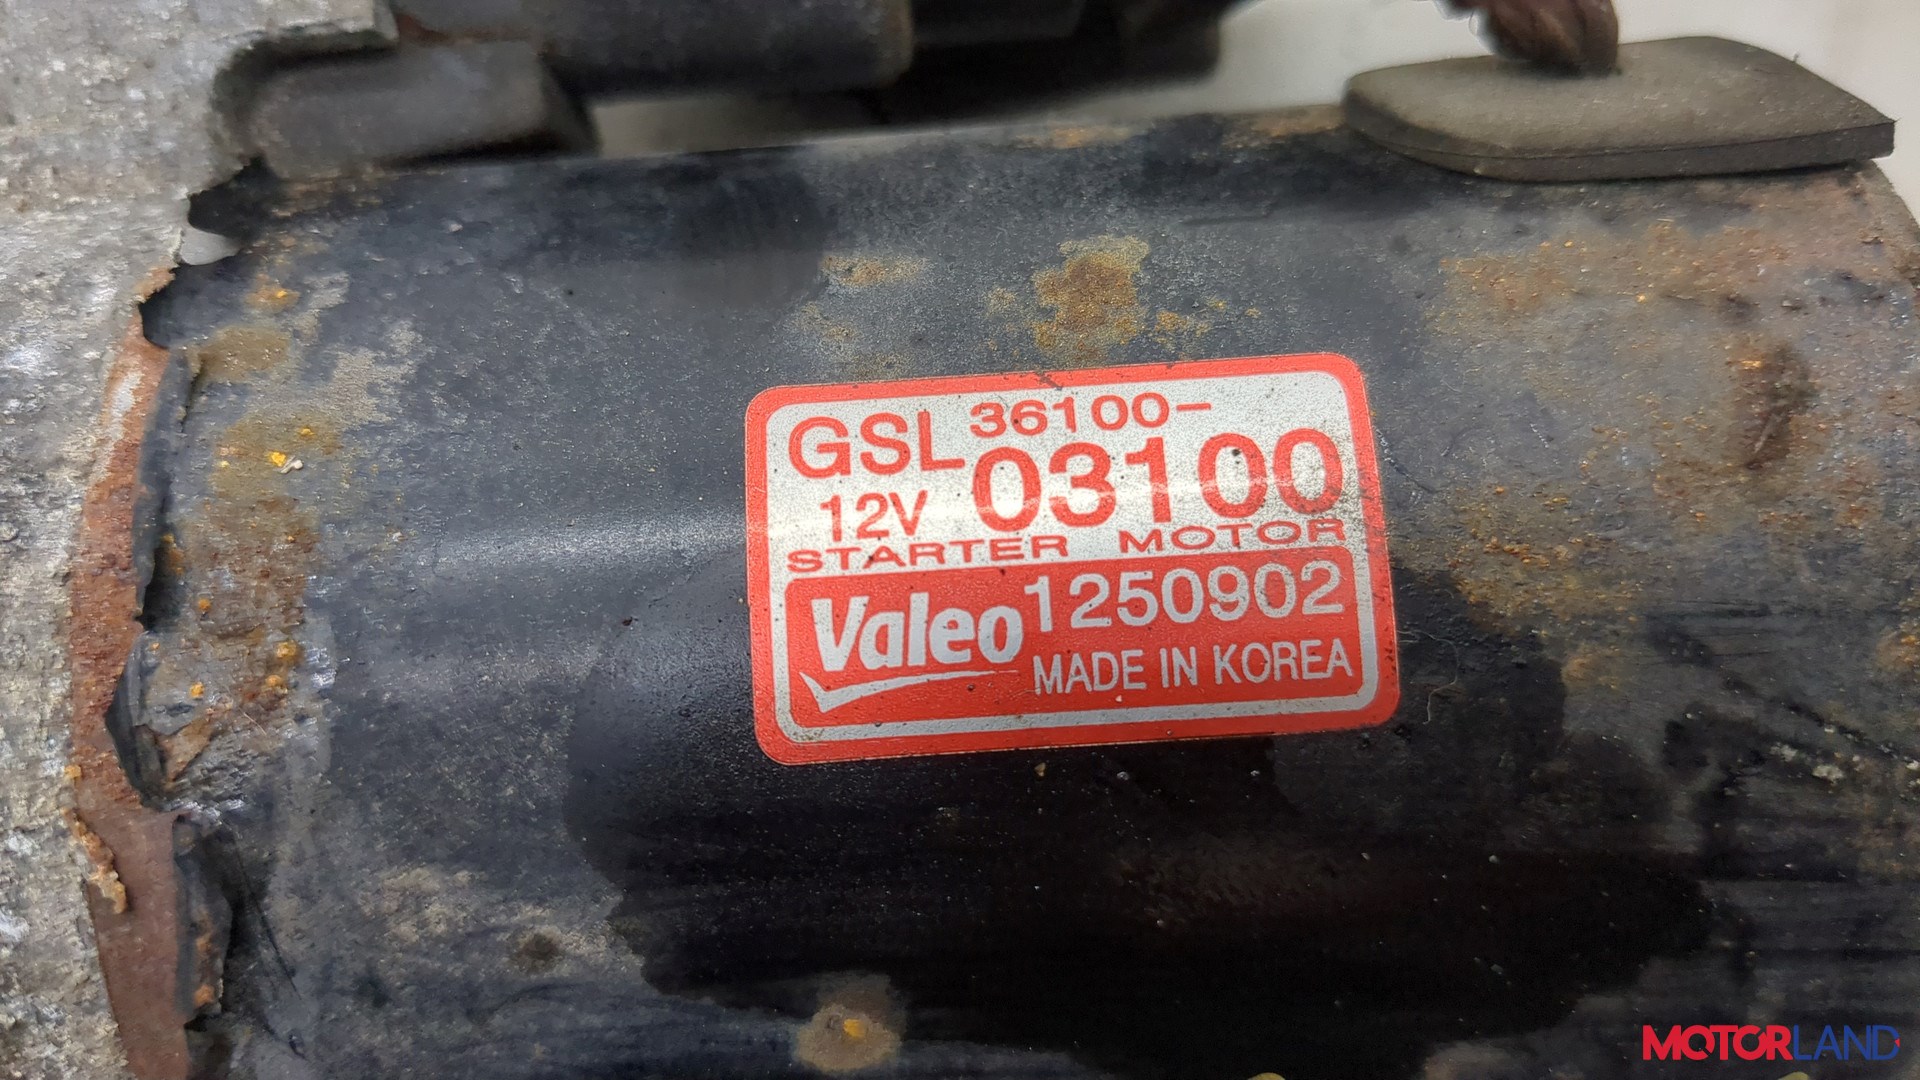 GSL 36100-
12V 03100
STARTER MOTOR
Valeo 1250902
MADE IN KOREA
MOTORLAND